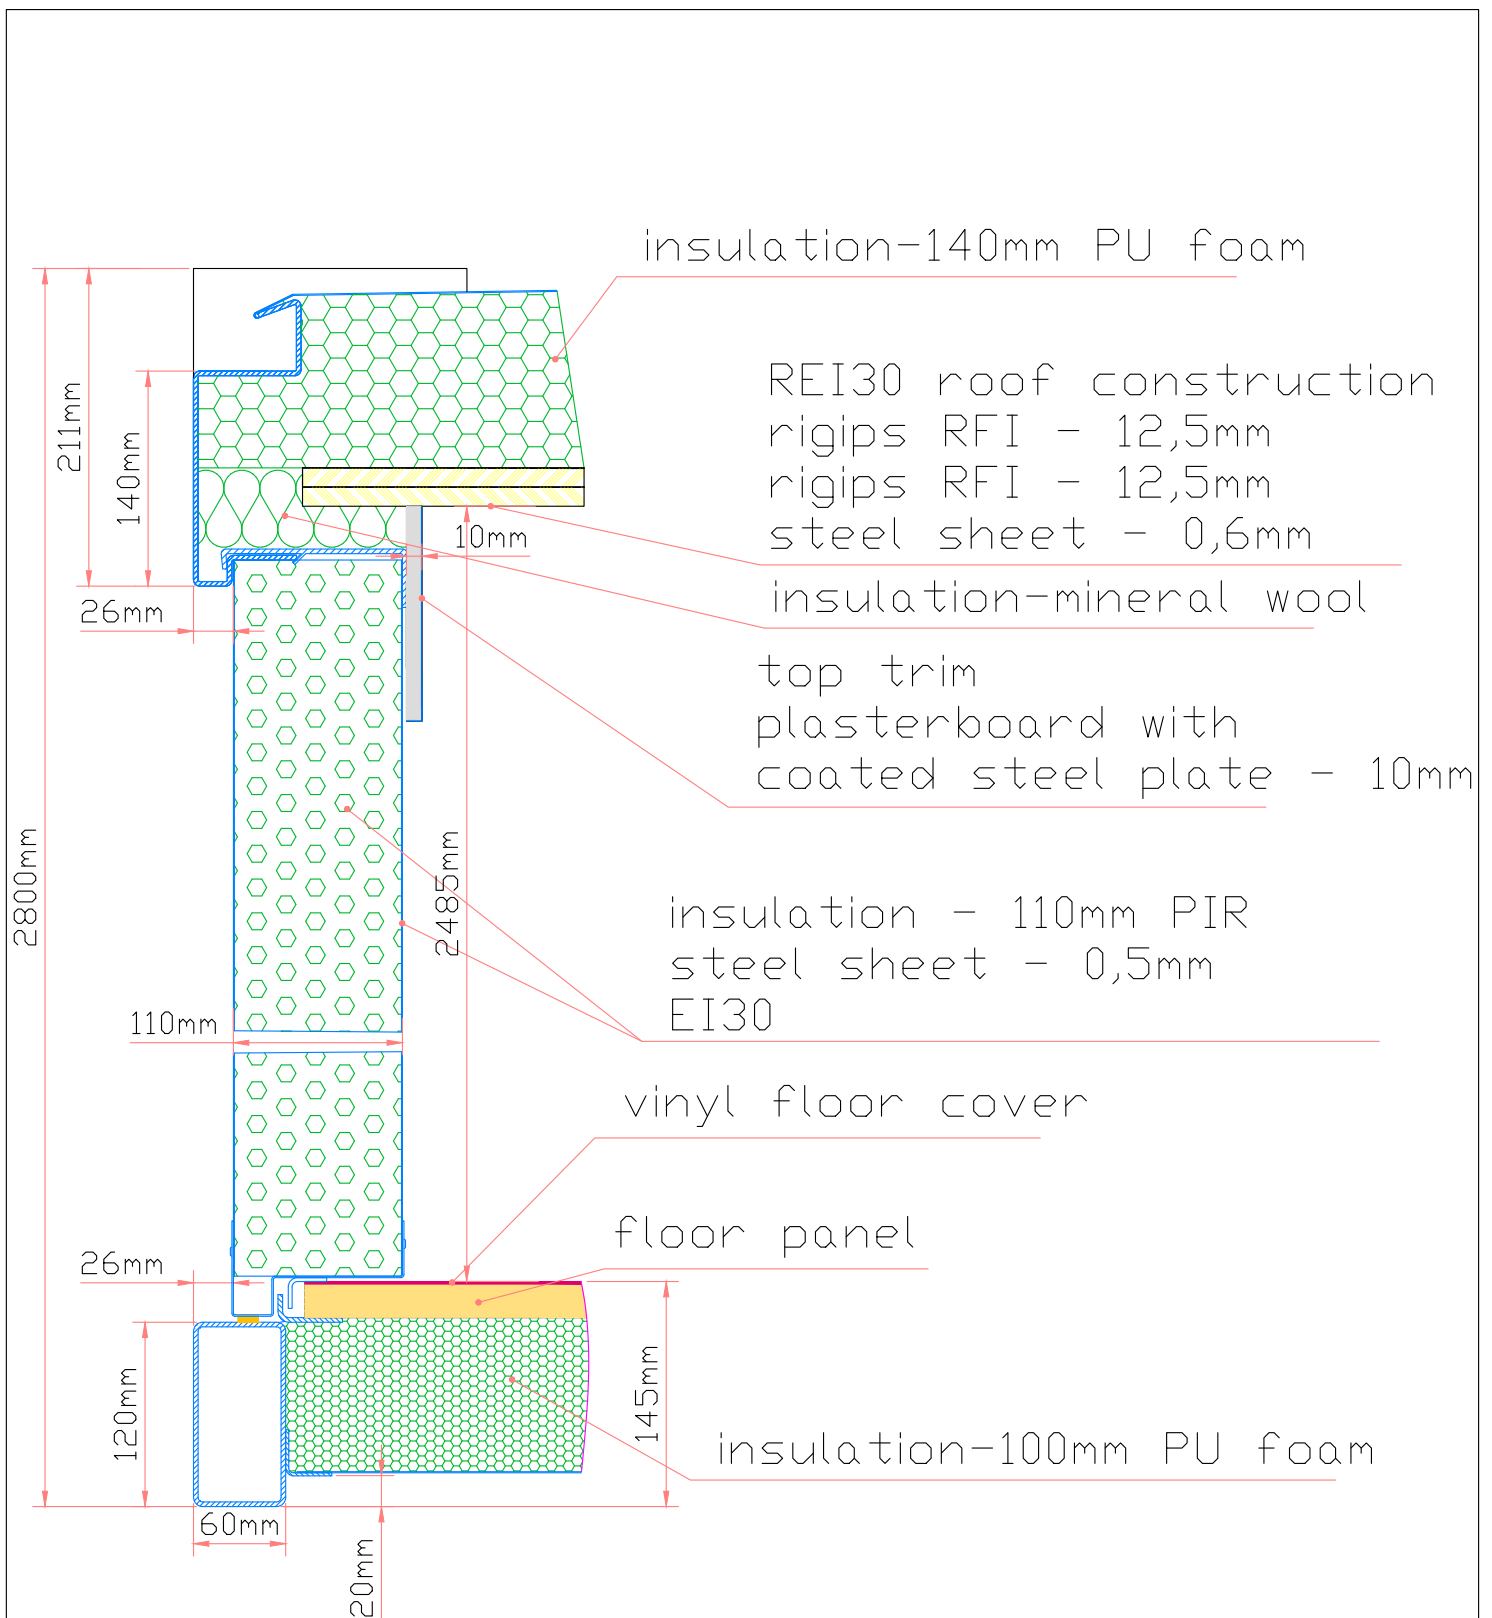 insulation-140mm PU foam
REI30 roof construction
rigips RFI - 12,5mm
rigips RFI - 12,5mm
steel sheet - 0,6mm
211mm
140mm
10mm
insulation-mineral wool
26mm
top trim
plasterboard with
coated steel plate - 10mm
2800mm
2485mm
insulation - 110mm PIR
steel sheet - 0,5mm
EI30
110mm
vinyl floor cover
floor panel
26mm
120mm
145mm
insulation-100mm PU foam
60mm
20mm